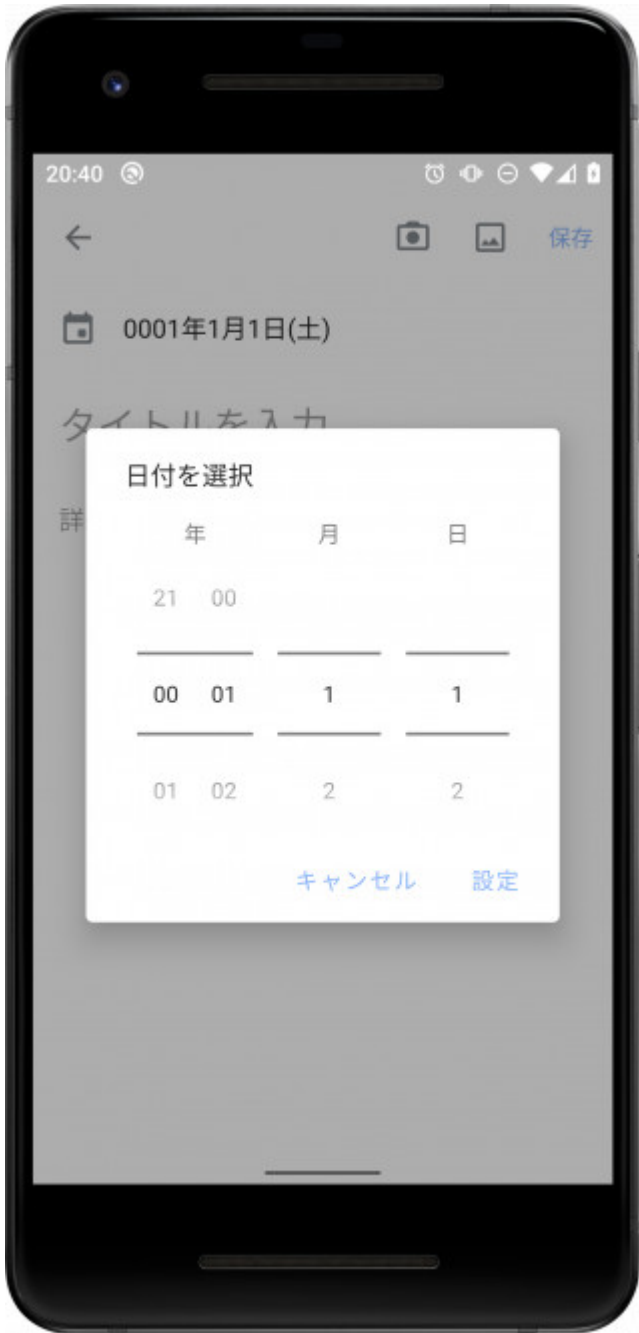 20:40
保存
0001年1月1日(土)
タイトルを入力
詳
日付を選択
年 月 日
21 00
00 01 1 1
01 02 2 2
キャンセル 設定